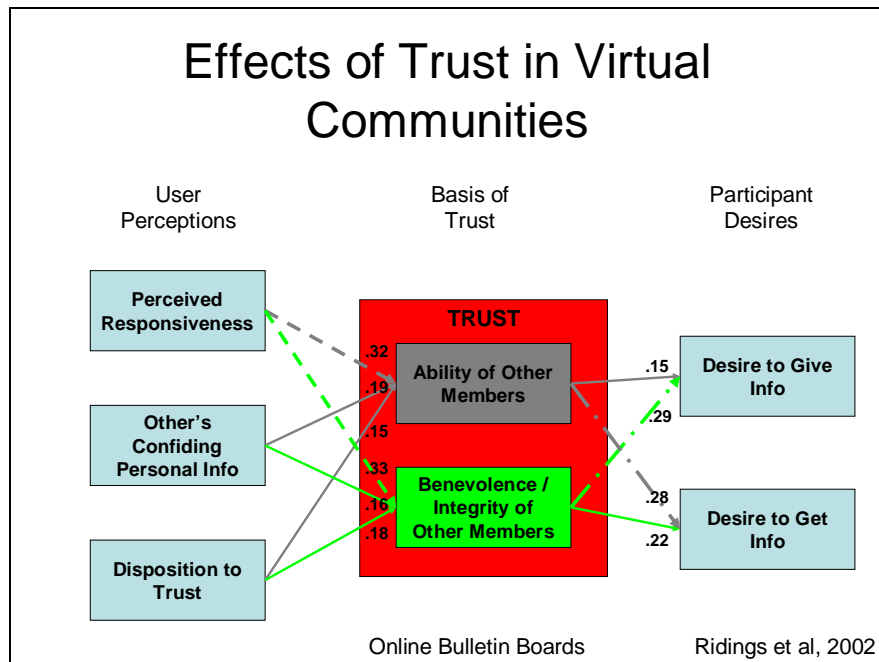 Effects of Trust in Virtual
Communities
User
Perceptions
Basis of
Trust
Participant
Desires
Perceived
Responsiveness
Other's
Confiding
Personal Info
Disposition to
Trust
TRUST
.32
.19
.15
Ability of Other
Members
.33
.16
.18
Benevolence /
Integrity of
Other Members
.15
.29
Desire to Give
Info
.28
.22
Desire to Get
Info
Online Bulletin Boards
Ridings et al, 2002